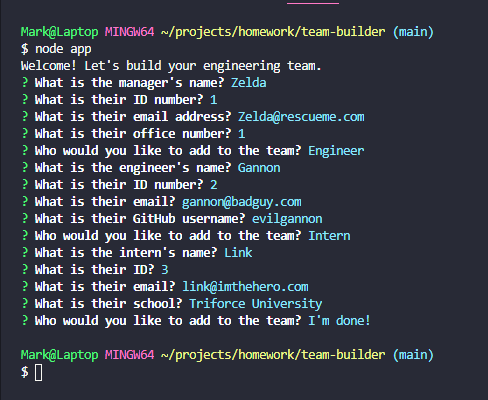 Mark@Laptop MINGW64 ~/projects/homework/team-builder (main)
$ node app
Welcome! Let's build your engineering team.
? What is the manager's name? Zelda
? What is their ID number? 1
? What is their email address? Zelda@rescueme.com
? What is their office number? 1
? Who would you like to add to the team? Engineer
? What is the engineer's name? Gannon
? What is their ID number? 2
? What is their email? gannon@badguy.com
? What is their GitHub username? evilgannon
? Who would you like to add to the team? Intern
? What is the intern's name? Link
? What is their ID? 3
? What is their email? link@imthehero.com
? What is their school? Triforce University
? Who would you like to add to the team? I'm done!
Mark@Laptop MINGW64 ~/projects/homework/team-builder (main)
$